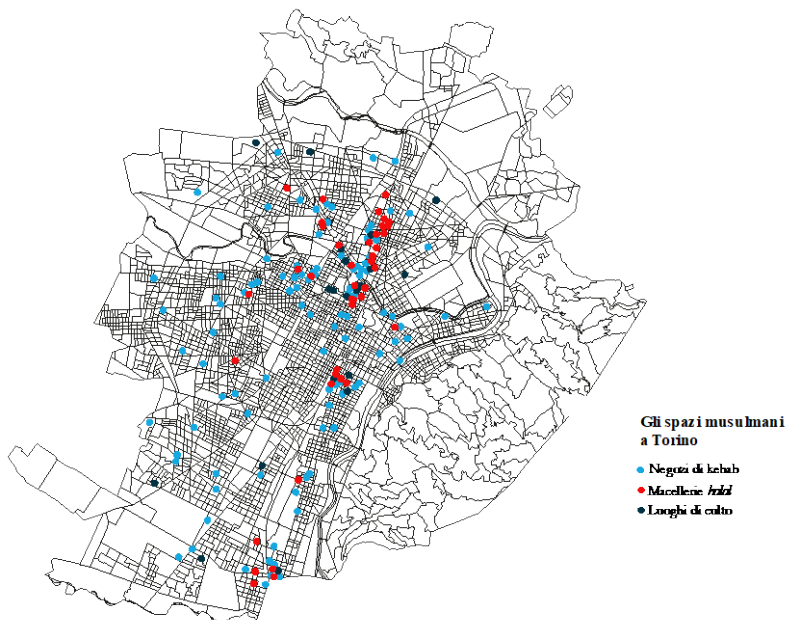 Gli spazi musulmani
a Torino
Negozi di kebab
Macellerie halal
Luoghi di culto